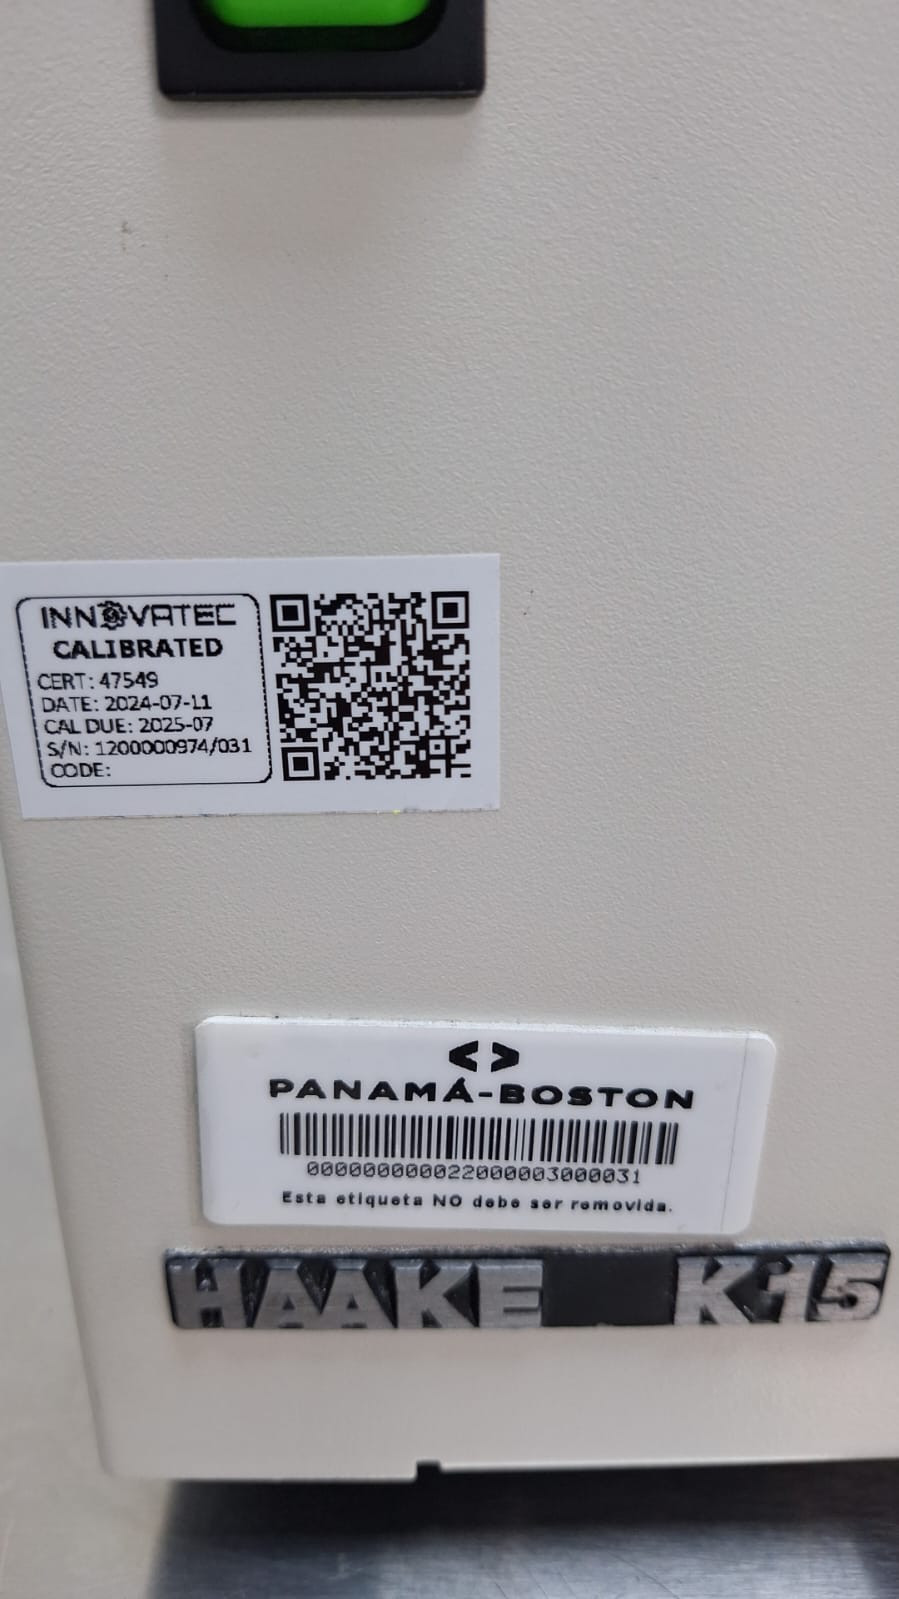 INNOVATEC
CALIBRATED
CERT: 47549
DATE: 2024-07-11
CAL DUE: 2025-07
S/N: 1200000974/031
CODE:
<> 
PANAMÁ-BOSTON
0000000000220000003000031
Esta etiqueta NO debe ser removida.
HAAKE K15